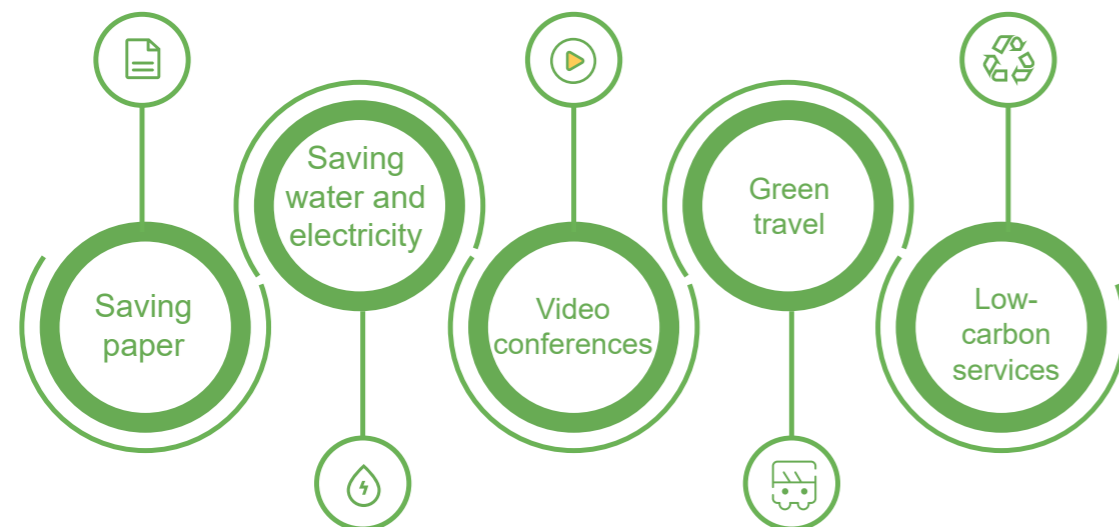 Saving
paper
Saving
water and
electricity
Video
conferences
Green
travel
Low-
carbon
services